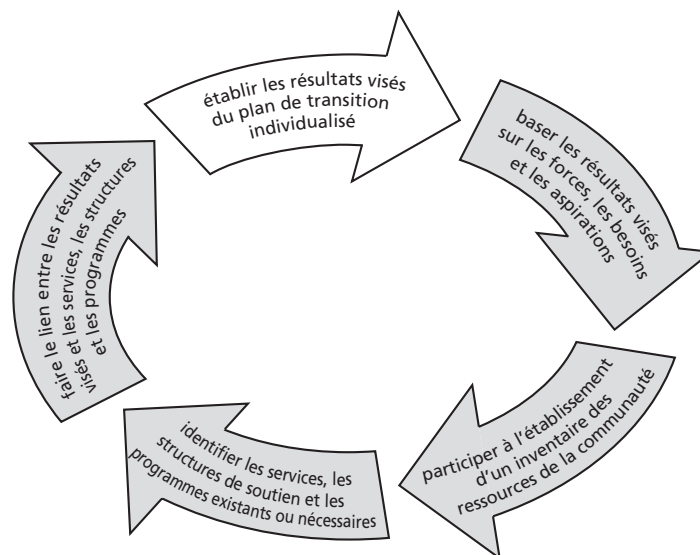 établir les résultats visés
du plan de transition
individualisé
baser les résultats visés
sur les forces, les besoins
et les aspirations
participer à l'établissement
d'un inventaire des
ressources de la communauté
identifier les services, les
structures de soutien et les
programmes existants ou nécessaires
faire le lien entre les résultats
visés et les services, les structures
et les programmes